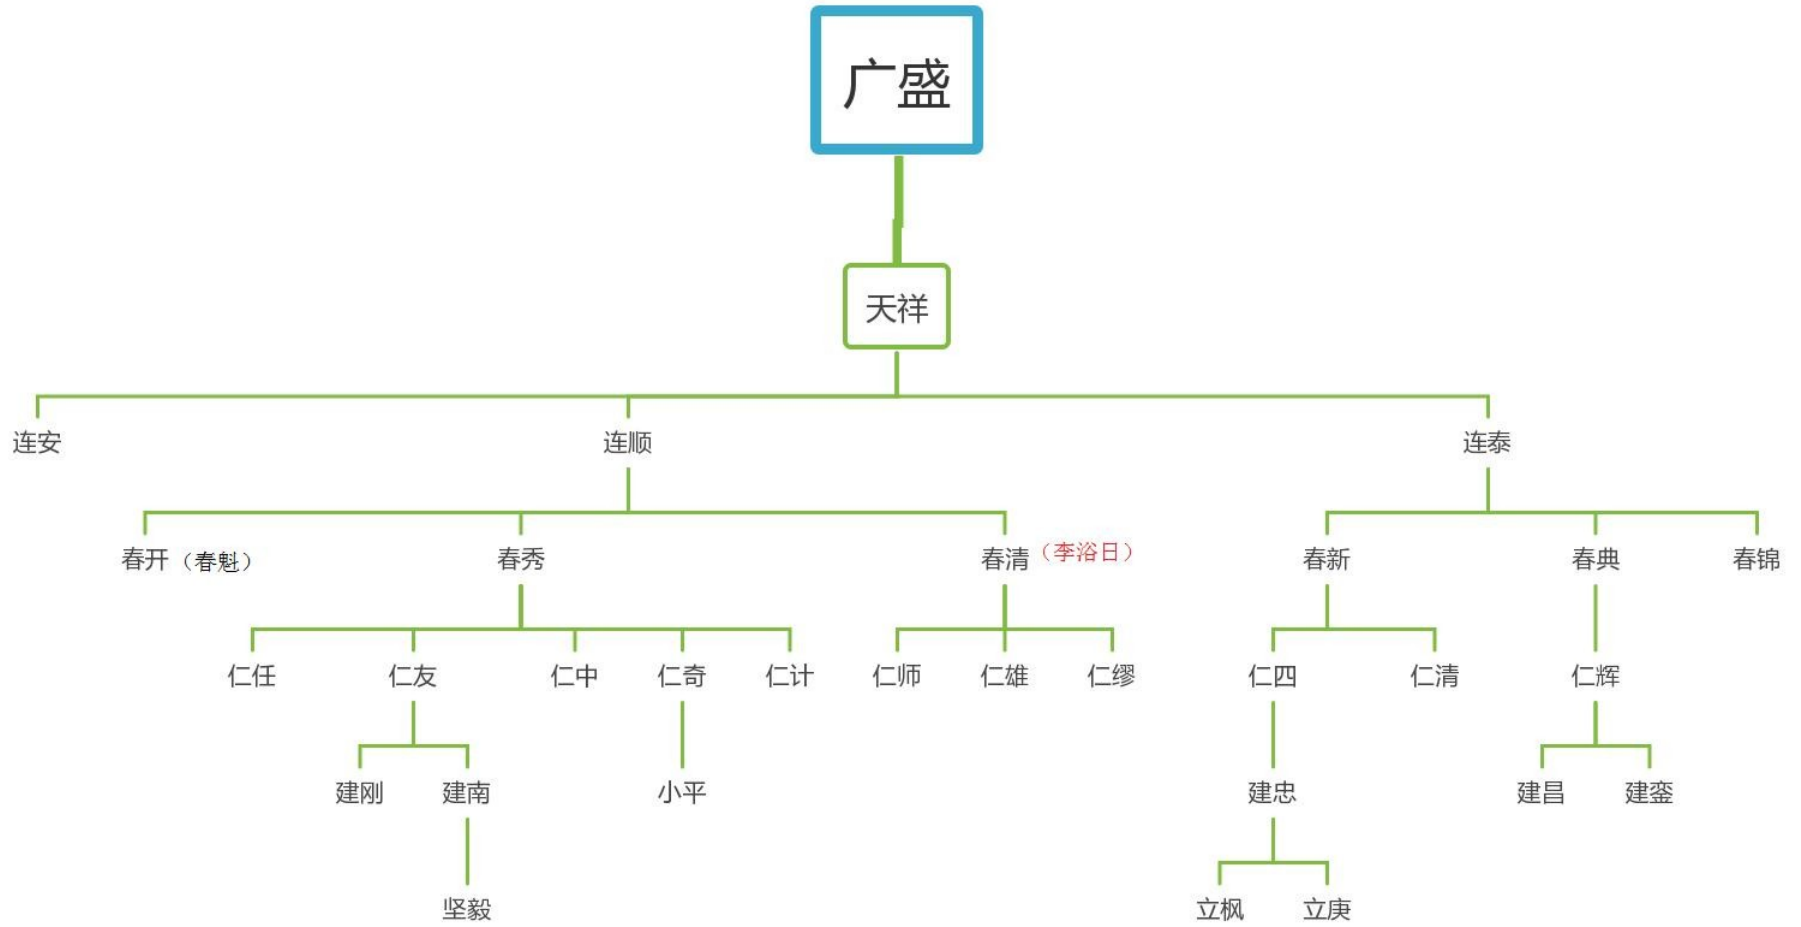 广盛
天祥
连安 连顺 连泰
春开（春魁） 春秀 春清（李浴日） 春新 春典 春锦
仁任 仁友 仁中 仁奇 仁计 仁师 仁雄 仁缪 仁四 仁清 仁辉
建刚 建南 小平 建忠 建昌 建銮
坚毅 立枫 立庚